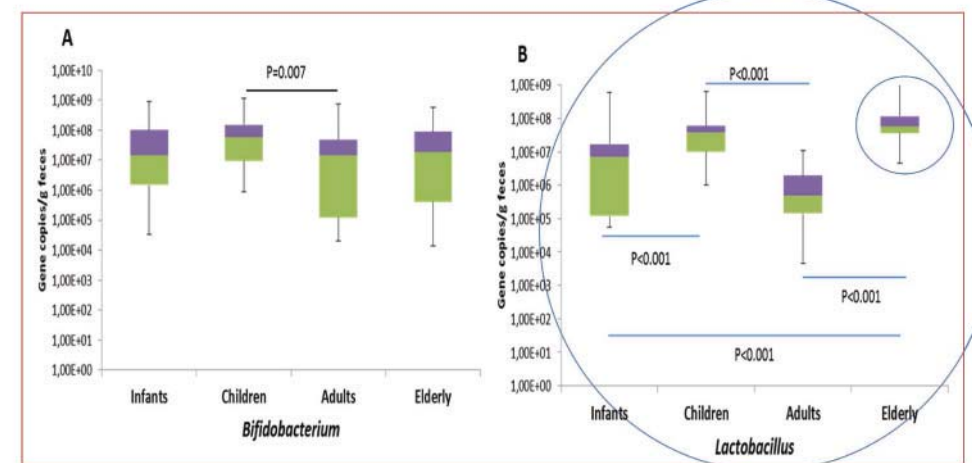 A
P=0.007
Gene copies/g feces
1,00E+10
1,00E+09
1,00E+08
1,00E+07
1,00E+06
1,00E+05
1,00E+04
1,00E+03
1,00E+02
1,00E+01
1,00E+00
Infants Children Adults Elderly
Bifidobacterium
B
P<0.001
Gene copies/g feces
1,00E+09
1,00E+08
1,00E+07
1,00E+06
1,00E+05
1,00E+04
1,00E+03
1,00E+02
1,00E+01
1,00E+00
P<0.001
P<0.001
P<0.001
Infants Children Adults Elderly
Lactobacillus